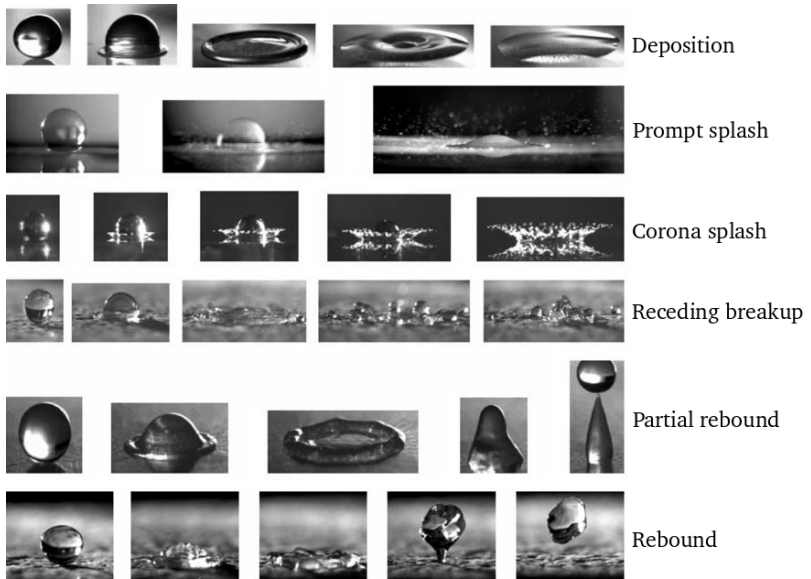 Deposition
Prompt splash
Corona splash
Receding breakup
Partial rebound
Rebound